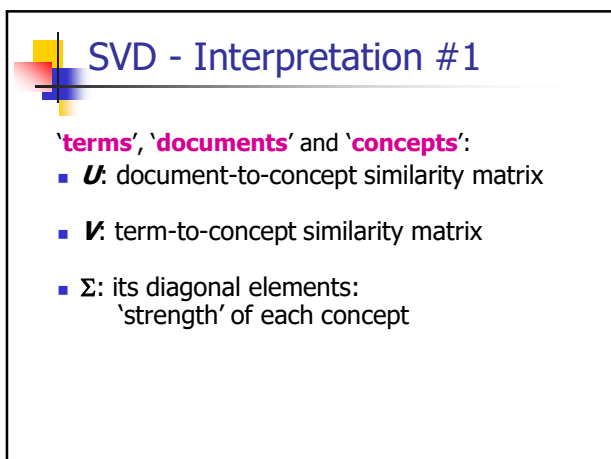 SVD - Interpretation #1
‘terms’, ‘documents’ and ‘concepts’:
U: document-to-concept similarity matrix
V: term-to-concept similarity matrix
Σ: its diagonal elements:
‘strength’ of each concept